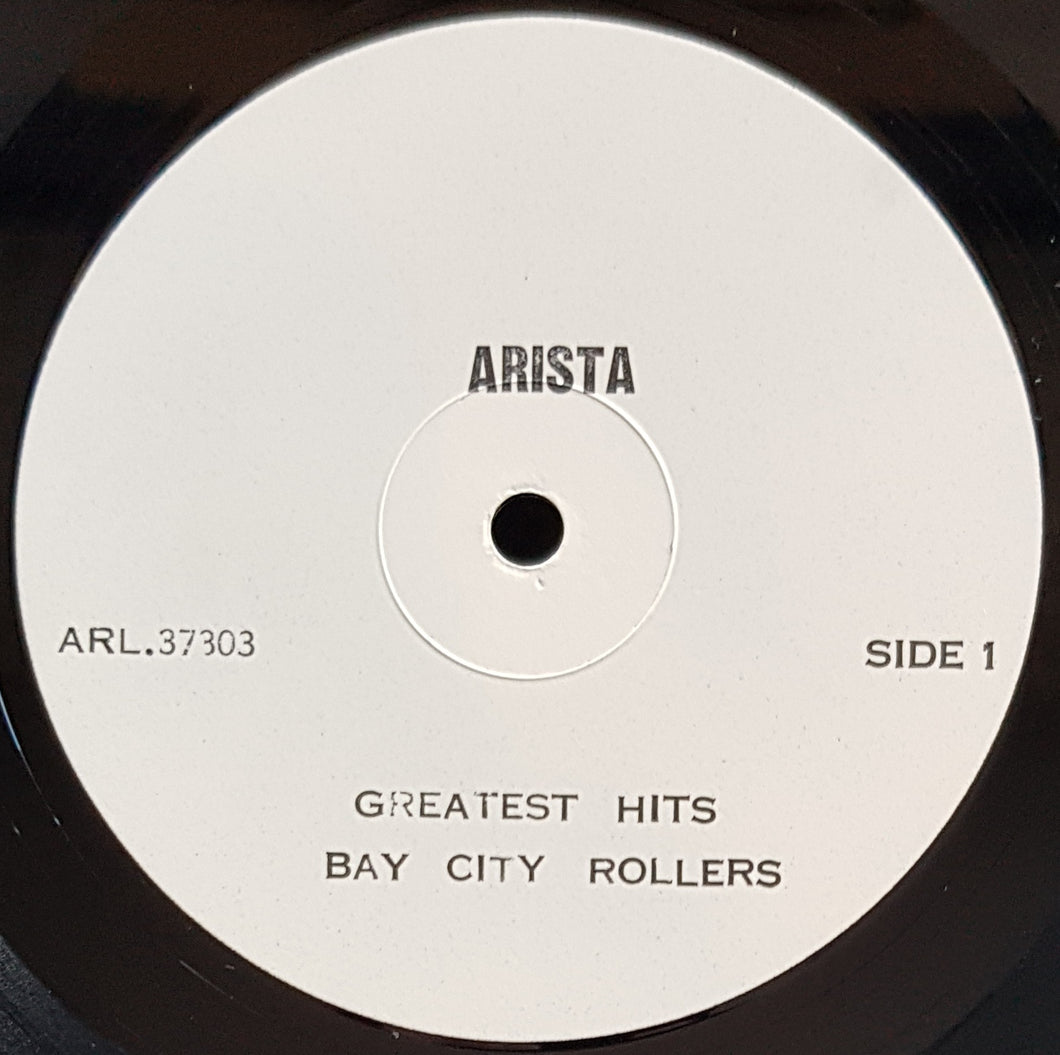 ARISTA
ARL.37303
SIDE 1
GREATEST HITS
BAY CITY ROLLERS